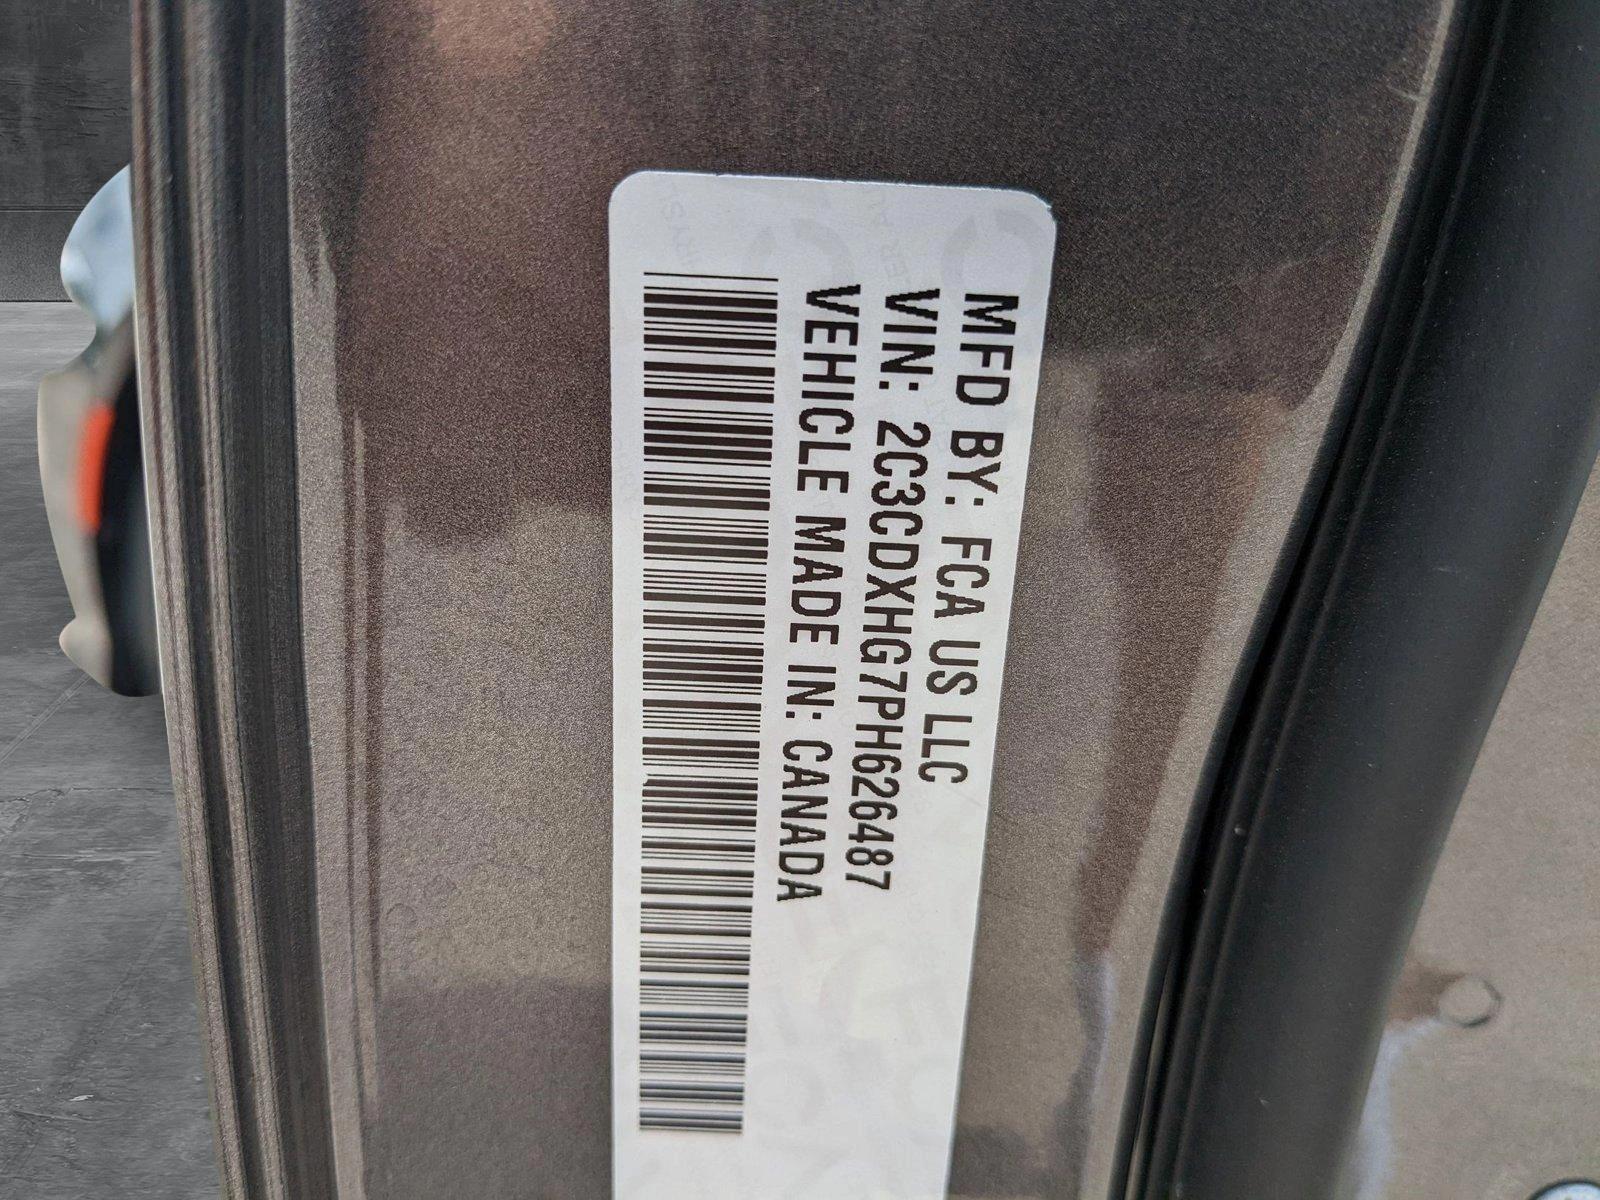 MFD BY: FCA US LLC
VIN: 2C3CDXHG7PH626487
VEHICLE MADE IN: CANADA